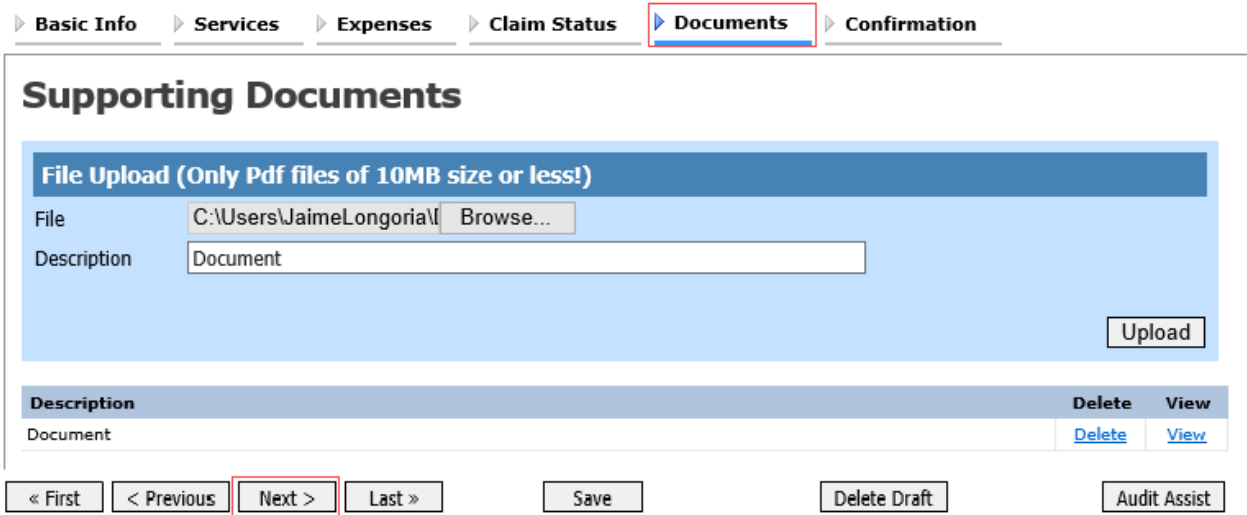 Basic Info Services Expenses Claim Status Documents Confirmation
Supporting Documents
File Upload (Only Pdf files of 10MB size or less!)
File C:\Users\JaimeLongoria\ Browse...
Description Document
Upload
Description Delete View
Document Delete View
« First < Previous Next > Last » Save Delete Draft Audit Assist